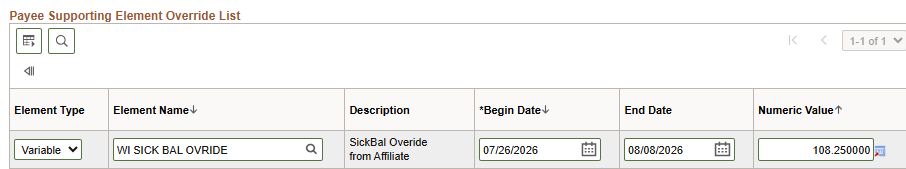 Payee Supporting Element Override List
1-1 of 1
Element Type Element Name↓ Description *Begin Date↓ End Date Numeric Value↑
Variable WI SICK BAL OVRIDE SickBal Overide 07/26/2026 08/08/2026 108.250000
from Affiliate